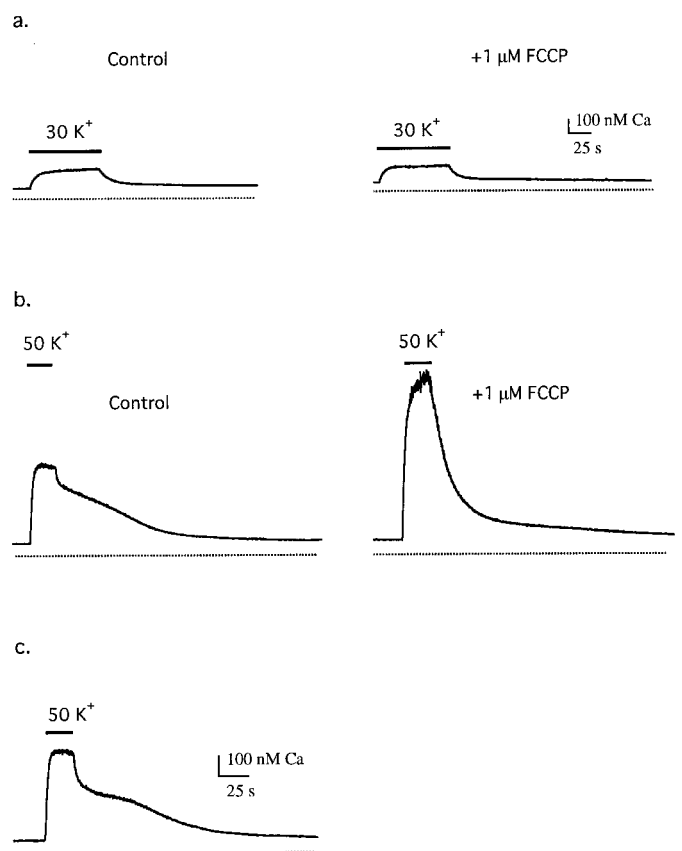 a.
Control
+1 μM FCCP
30 K⁺
30 K⁺
100 nM Ca
25 s
b.
50 K⁺
50 K⁺
Control
+1 μM FCCP
c.
50 K⁺
100 nM Ca
25 s